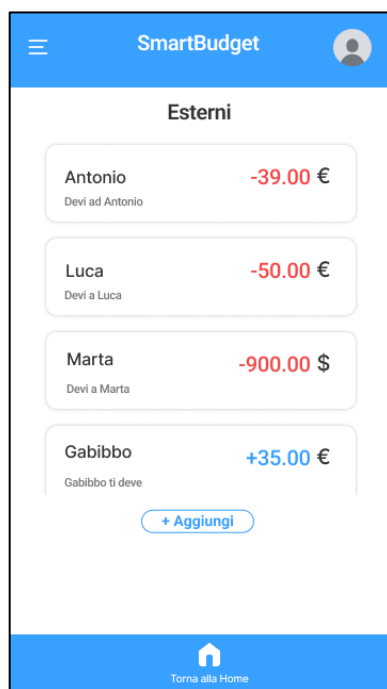 SmartBudget
Esterni
Antonio -39.00 €
Devi ad Antonio
Luca -50.00 €
Devi a Luca
Marta -900.00 $
Devi a Marta
Gabibbo +35.00 €
Gabibbo ti deve
+ Aggiungi
Torna alla Home